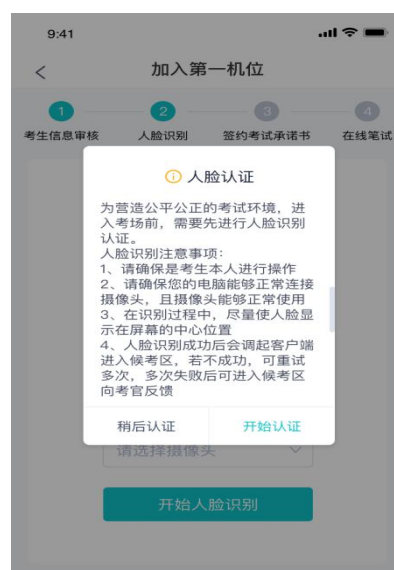 9:41
加入第一机位
1
2
3
4
考生信息审核
人脸识别
签约考试承诺书
在线笔试
人脸认证
为营造公平公正的考试环境，进
入考场前，需要先进行人脸识别
认证。
人脸识别注意事项：
1、请确保是考生本人进行操作
2、请确保您的电脑能够正常连接
摄像头，且摄像头能够正常使用
3、在识别过程中，尽量使人脸显
示在屏幕的中心位置
4、人脸识别成功后会调起客户端
进入候考区，若不成功，可重试
多次，多次失败后可进入候考区
向考官反馈
稍后认证
开始认证
请选择摄像头
开始人脸识别